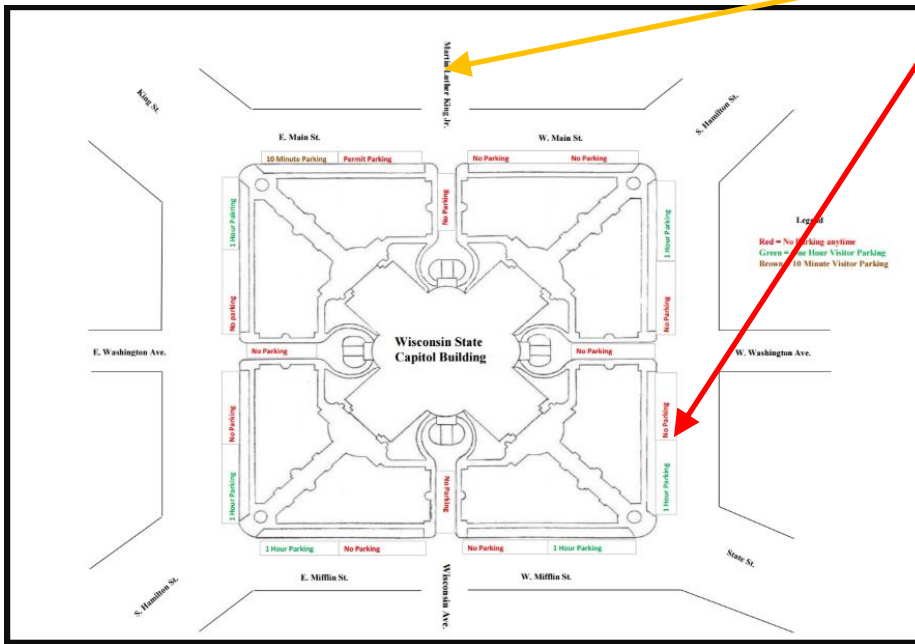 Martin Luther King Jr.
King St.
S. Hamilton St.
E. Main St.
W. Main St.
10 Minute Parking
Permit Parking
No Parking
No Parking
1 Hour Pakring
No Parking
1 Hour Parking
Legend
Red = No Parking anytime
Green = One Hour Visitor Parking
Brown = 10 Minute Visitor Parking
No parking
No Parking
Wisconsin State
Capitol Building
E. Washington Ave.
No Parking
No Parking
W. Washington Ave.
No Parking
No Parking
1 Hour Parking
No Parking
1 Hour Parking
1 Hour Parking
No Parking
No Parking
1 Hour Parking
S. Hamilton St.
E. Mifflin St.
Wisconsin Ave.
W. Mifflin St.
State St.